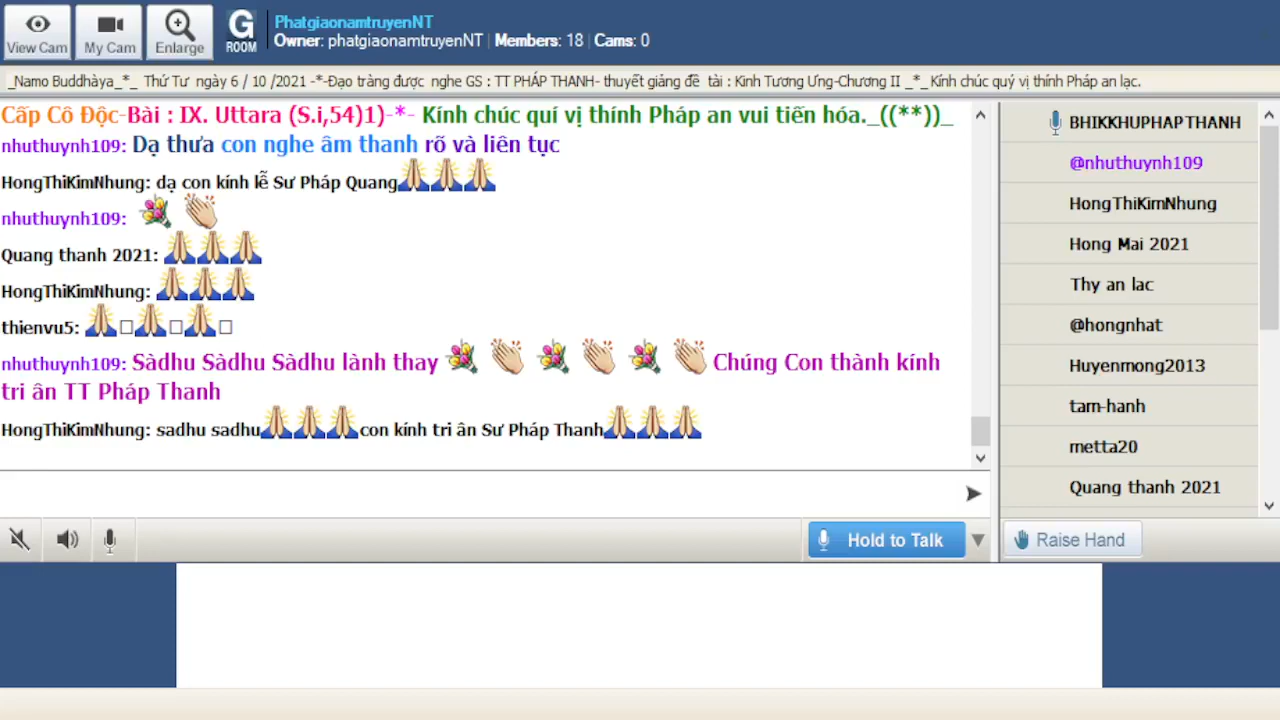 View Cam
My Cam
Enlarge
G
ROOM
PhatgiaonamtruyenNT
Owner: phatgiaonamtruyenNT | Members: 18 | Cams: 0
_Namo Buddhàya_*_ Thứ Tư ngày 6 / 10 /2021 -*-Đạo tràng được nghe GS : TT PHÁP THANH- thuyết giảng đề tài : Kinh Tương Ưng-Chương II _*_Kính chúc quý vị thính Pháp an lạc.
Cấp Cô Độc-Bài : IX. Uttara (S.i,54)1)-*- Kính chúc quí vị thính Pháp an vui tiến hóa._((**))_
nhuthuynh109: Dạ thưa con nghe âm thanh rõ và liên tục
HongThiKimNhung: dạ con kính lễ Sư Pháp Quang🙏🙏🙏
nhuthuynh109: 💐 👏
Quang thanh 2021: 🙏🙏🙏
HongThiKimNhung: 🙏🙏🙏
thienvu5: 🙏□🙏□🙏□
nhuthuynh109: Sàdhu Sàdhu Sàdhu lành thay 💐 👏 💐 👏 💐 👏 Chúng Con thành kính
tri ân TT Pháp Thanh
HongThiKimNhung: sadhu sadhu🙏🙏🙏con kính tri ân Sư Pháp Thanh🙏🙏🙏
BHIKKHUPHAPTHANH
@nhuthuynh109
HongThiKimNhung
Hong Mai 2021
Thy an lac
@hongnhat
Huyenmong2013
tam-hanh
metta20
Quang thanh 2021
Hold to Talk
Raise Hand